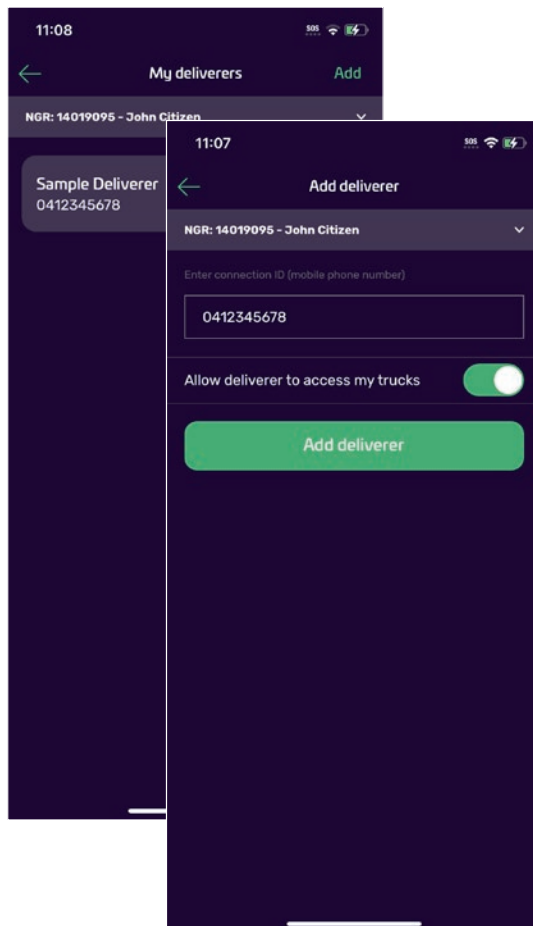 11:08
SOS
My deliverers
Add
NGR: 14019095 - John Citizen
Sample Deliverer
0412345678
11:07
SOS
Add deliverer
NGR: 14019095 - John Citizen
Enter connection ID (mobile phone number)
0412345678
Allow deliverer to access my trucks
Add deliverer